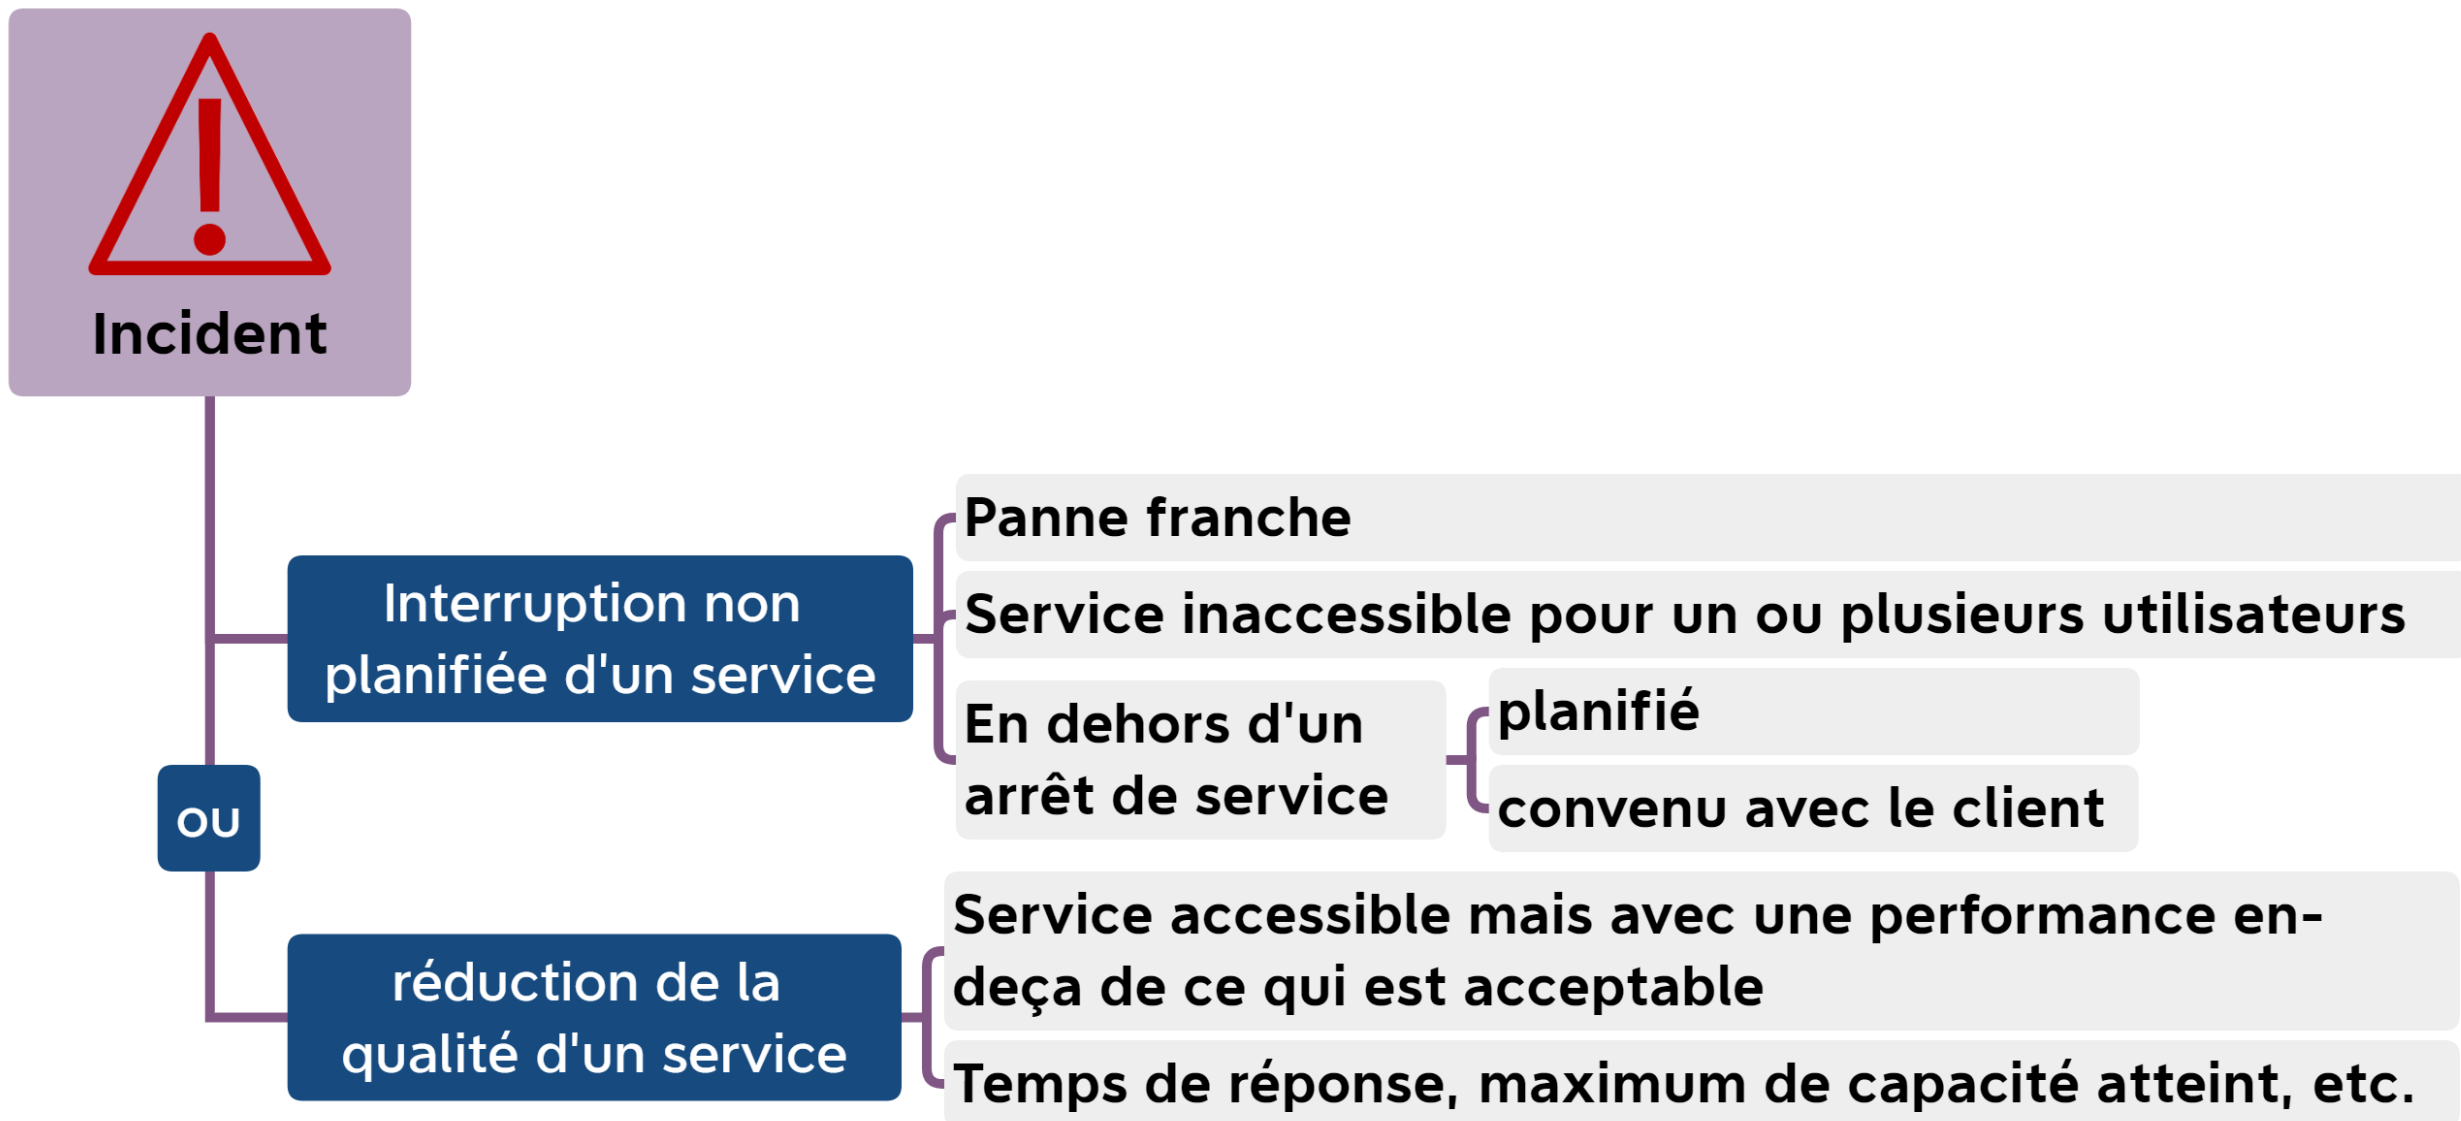 Incident
Interruption non
planifiée d'un service
Panne franche
Service inaccessible pour un ou plusieurs utilisateurs
En dehors d'un
arrêt de service
planifié
convenu avec le client
OU
réduction de la
qualité d'un service
Service accessible mais avec une performance en-
deça de ce qui est acceptable
Temps de réponse, maximum de capacité atteint, etc.